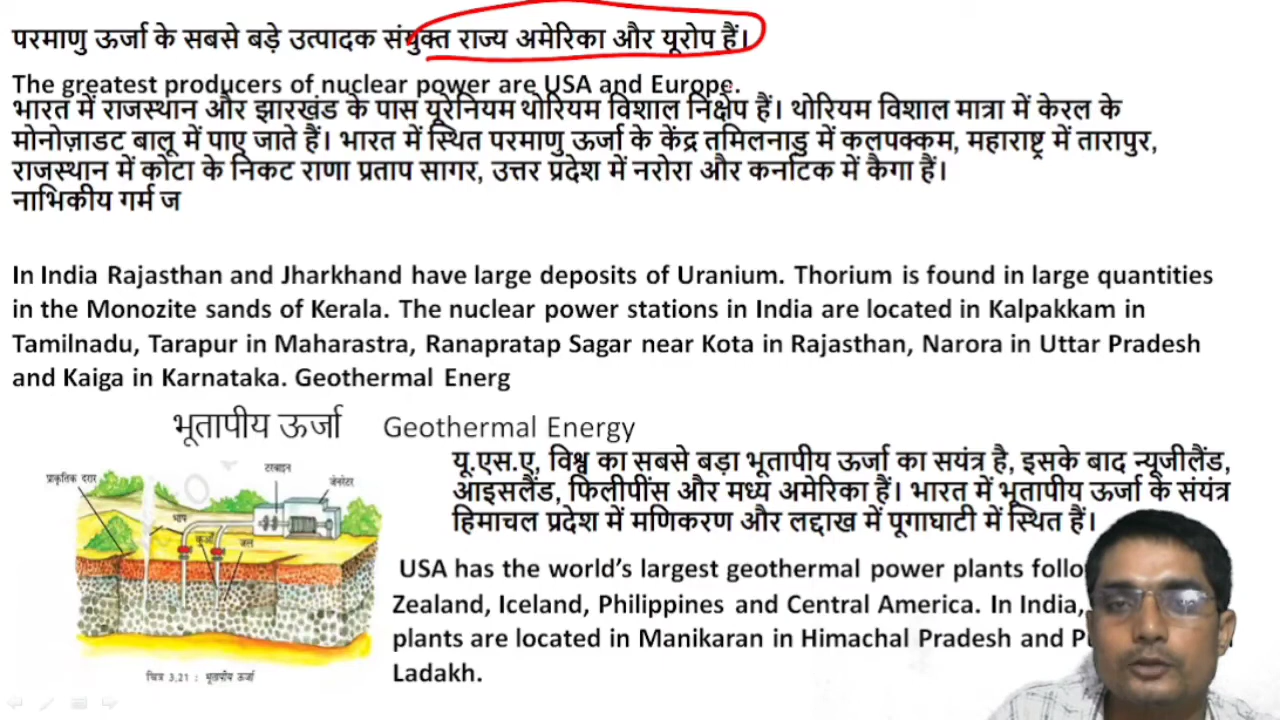 परमाणु ऊर्जा के सबसे बड़े उत्पादक संयुक्त राज्य अमेरिका और यूरोप हैं।
The greatest producers of nuclear power are USA and Europe.
भारत में राजस्थान और झारखंड के पास यूरेनियम थोरियम विशाल निक्षेप हैं। थोरियम विशाल मात्रा में केरल के
मोनोज़ाडट बालू में पाए जाते हैं। भारत में स्थित परमाणु ऊर्जा के केंद्र तमिलनाडु में कलपक्कम, महाराष्ट्र में तारापुर,
राजस्थान में कोटा के निकट राणा प्रताप सागर, उत्तर प्रदेश में नरोरा और कर्नाटक में कैगा हैं।
नाभिकीय गर्म ज
In India Rajasthan and Jharkhand have large deposits of Uranium. Thorium is found in large quantities
in the Monozite sands of Kerala. The nuclear power stations in India are located in Kalpakkam in
Tamilnadu, Tarapur in Maharastra, Ranapratap Sagar near Kota in Rajasthan, Narora in Uttar Pradesh
and Kaiga in Karnataka. Geothermal Energ
भूतापीय ऊर्जा Geothermal Energy
यू.एस.ए, विश्व का सबसे बड़ा भूतापीय ऊर्जा का सयंत्र है, इसके बाद न्यूजीलैंड,
आइसलैंड, फिलीपींस और मध्य अमेरिका हैं। भारत में भूतापीय ऊर्जा के संयंत्र
हिमाचल प्रदेश में मणिकरण और लद्दाख में पूगाघाटी में स्थित हैं।
USA has the world's largest geothermal power plants follo
Zealand, Iceland, Philippines and Central America. In India,
plants are located in Manikaran in Himachal Pradesh and
Ladakh.
प्राकृतिक दरार
टरबाइन
जेनरेटर
भाप
कुआँ
जल
चित्र 3.21 : भूतापीय ऊर्जा